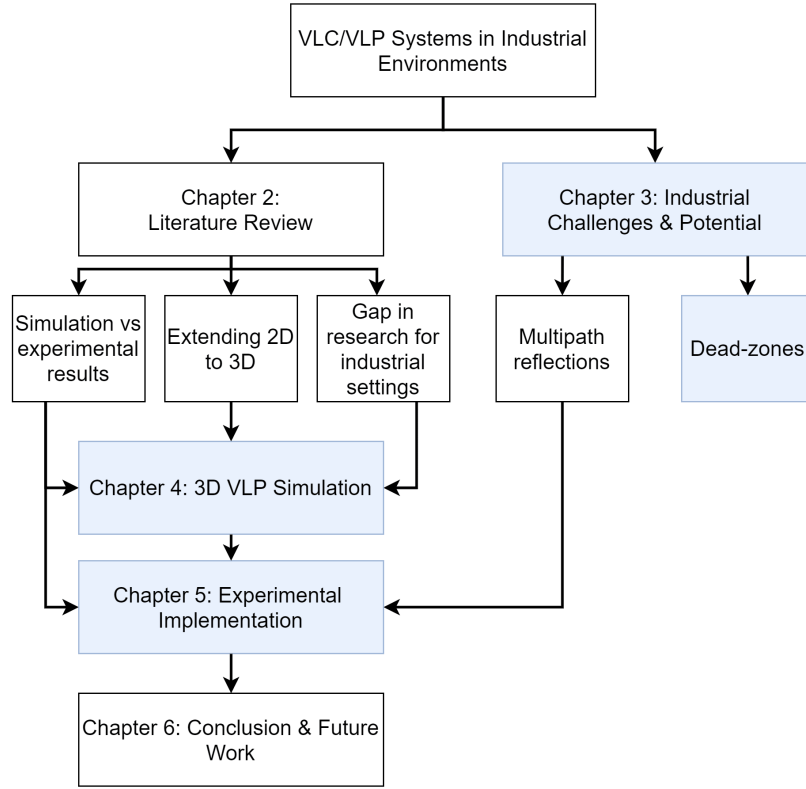 VLC/VLP Systems in Industrial
Environments
Chapter 2:
Literature Review
Chapter 3: Industrial
Challenges & Potential
Simulation vs
experimental
results
Extending 2D
to 3D
Gap in
research for
industrial
settings
Multipath
reflections
Dead-zones
Chapter 4: 3D VLP Simulation
Chapter 5: Experimental
Implementation
Chapter 6: Conclusion & Future
Work